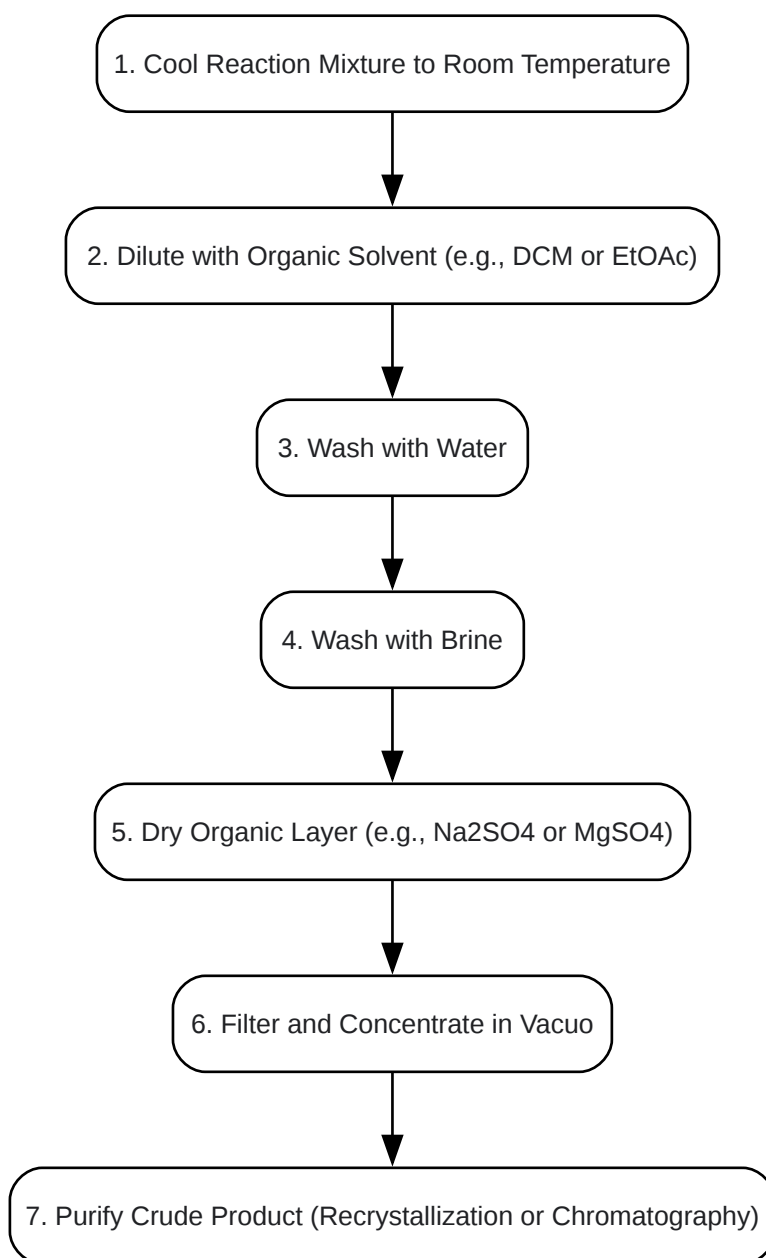 1. Cool Reaction Mixture to Room Temperature
2. Dilute with Organic Solvent (e.g., DCM or EtOAc)
3. Wash with Water
4. Wash with Brine
5. Dry Organic Layer (e.g., Na2SO4 or MgSO4)
6. Filter and Concentrate in Vacuo
7. Purify Crude Product (Recrystallization or Chromatography)